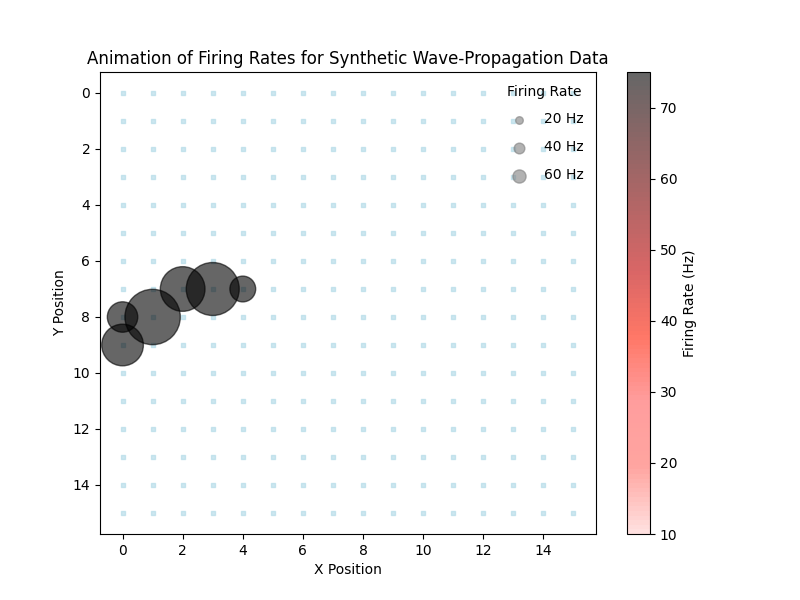 Animation of Firing Rates for Synthetic Wave-Propagation Data
Firing Rate
20 Hz
40 Hz
60 Hz
0
2
4
6
8
10
12
14
Y Position
0 2 4 6 8 10 12 14
X Position
70
60
50
40
30
20
10
Firing Rate (Hz)